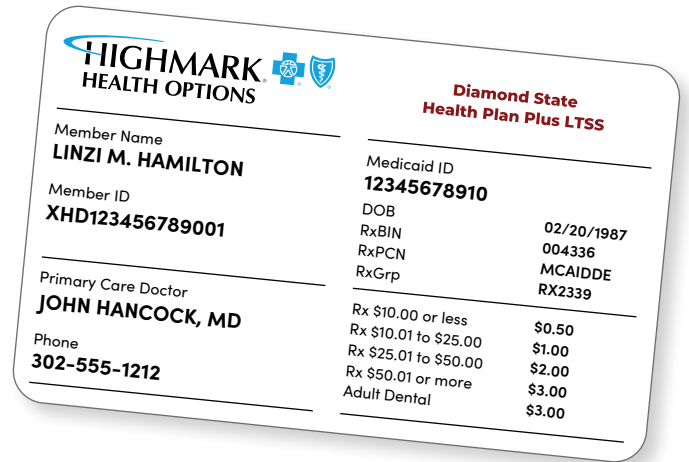 HIGHMARK
HEALTH OPTIONS
Diamond State
Health Plan Plus LTSS
Member Name
LINZI M. HAMILTON
Member ID
XHD123456789001
Primary Care Doctor
JOHN HANCOCK, MD
Phone
302-555-1212
Medicaid ID
12345678910
DOB 02/20/1987
RxBIN 004336
RxPCN MCAIDDE
RxGrp RX2339
Rx $10.00 or less $0.50
Rx $10.01 to $25.00 $1.00
Rx $25.01 to $50.00 $2.00
Rx $50.01 or more $3.00
Adult Dental $3.00